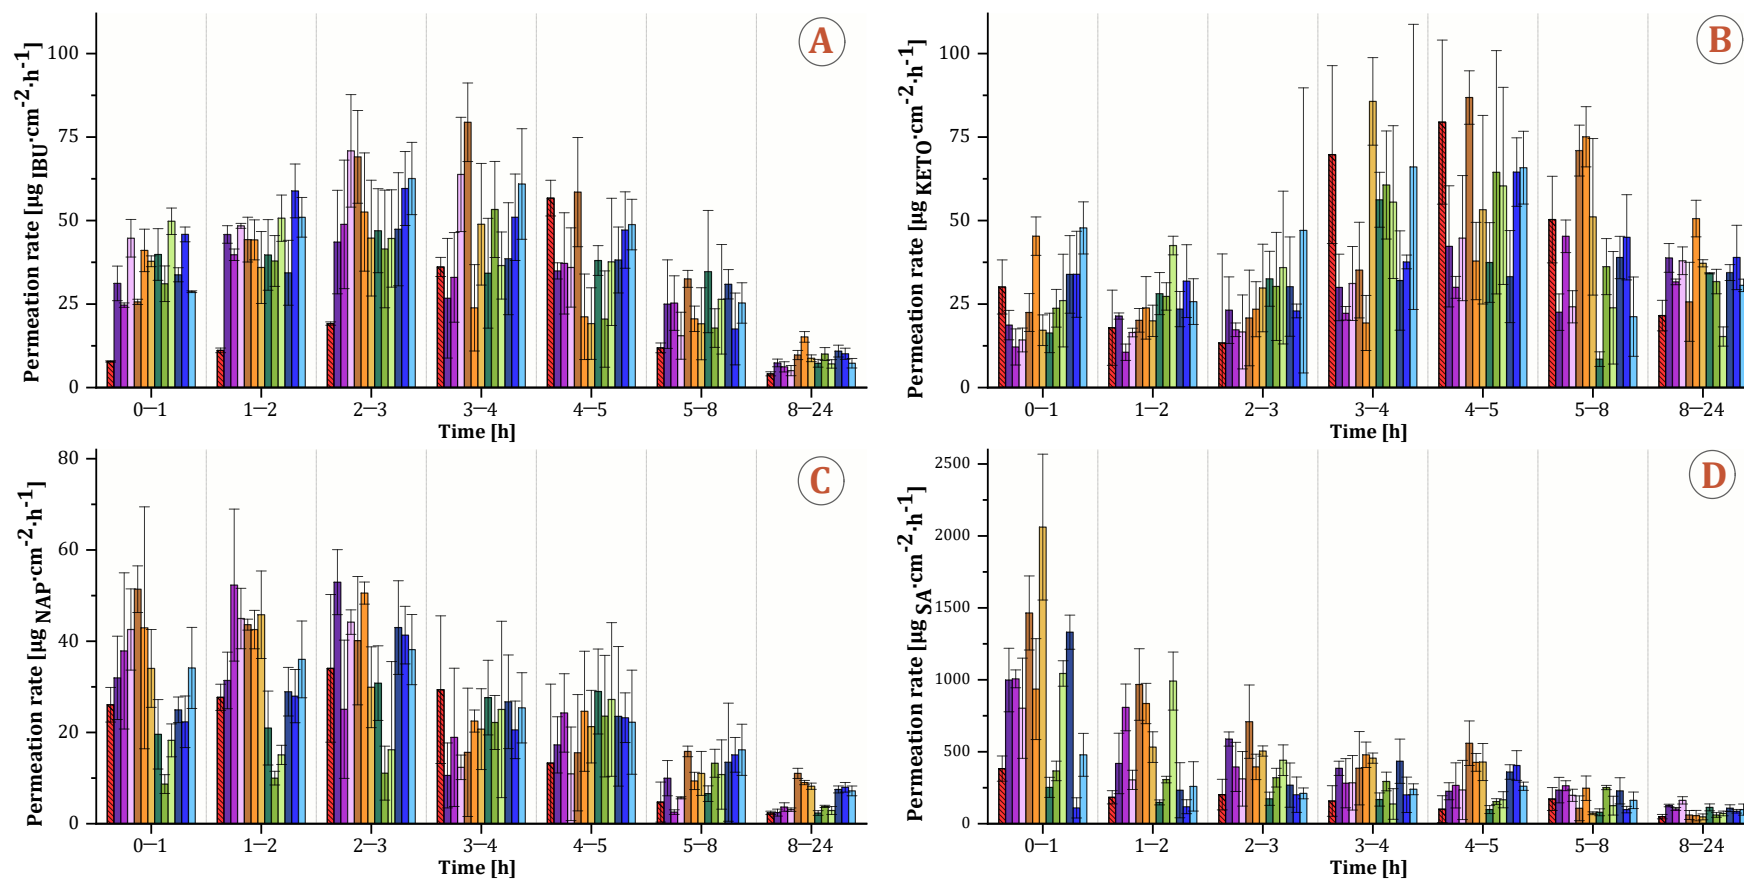 A
Permeation rate [µg IBU·cm-2·h-1]
100
75
50
25
0
0–1 1–2 2–3 3–4 4–5 5–8 8–24
Time [h]
B
Permeation rate [µg KETO·cm-2·h-1]
100
75
50
25
0
0–1 1–2 2–3 3–4 4–5 5–8 8–24
Time [h]
C
Permeation rate [µg NAP·cm-2·h-1]
80
60
40
20
0
0–1 1–2 2–3 3–4 4–5 5–8 8–24
Time [h]
D
Permeation rate [µg SA·cm-2·h-1]
2500
2000
1500
1000
500
0
0–1 1–2 2–3 3–4 4–5 5–8 8–24
Time [h]